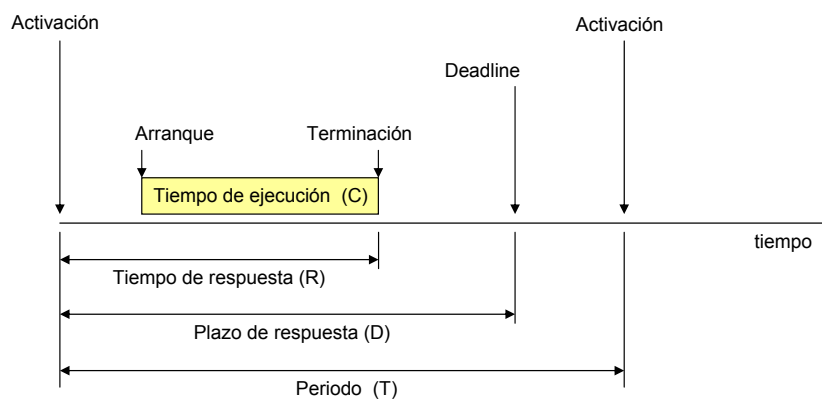 Activación
Activación
Deadline
Arranque
Terminación
Tiempo de ejecución (C)
tiempo
Tiempo de respuesta (R)
Plazo de respuesta (D)
Periodo (T)